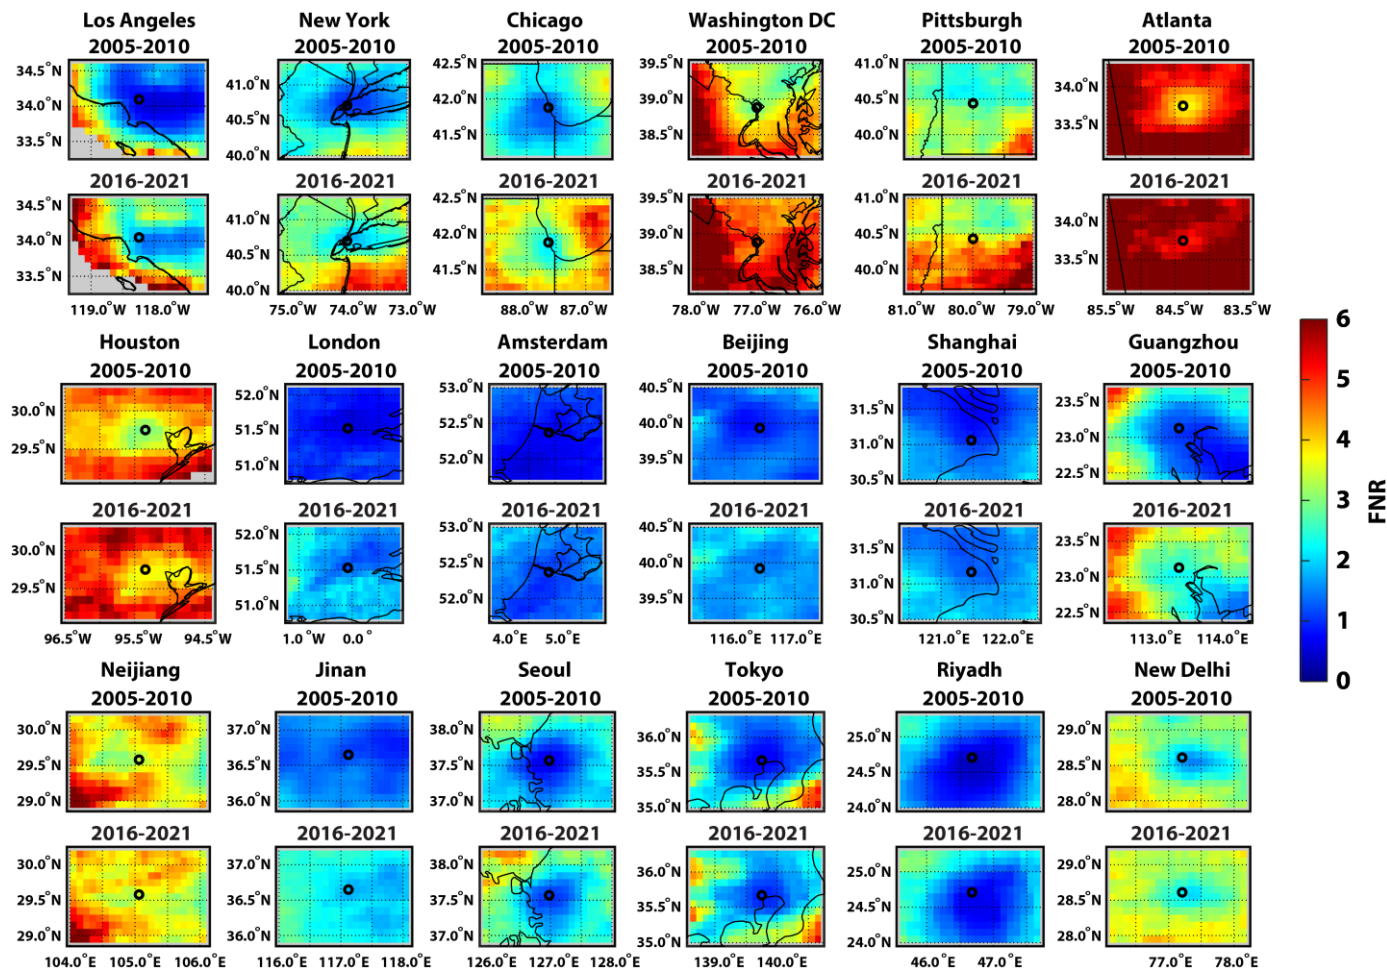 Los Angeles New York Chicago Washington DC Pittsburgh Atlanta
2005-2010 2005-2010 2005-2010 2005-2010 2005-2010 2005-2010
34.5°N 41.0°N 42.5°N 39.5°N 41.0°N 34.0°N
34.0°N 40.5°N 42.0°N 39.0°N 40.5°N 33.5°N
33.5°N 40.0°N 41.5°N 38.5°N 40.0°N
2016-2021 2016-2021 2016-2021 2016-2021 2016-2021 2016-2021
34.5°N 41.0°N 42.5°N 39.5°N 41.0°N 34.0°N
34.0°N 40.5°N 42.0°N 39.0°N 40.5°N 33.5°N
33.5°N 40.0°N 41.5°N 38.5°N 40.0°N
119.0°W 118.0°W 75.0°W 74.0°W 73.0°W 88.0°W 87.0°W 78.0°W 77.0°W 76.0°W 81.0°W 80.0°W 79.0°W 85.5°W 84.5°W 83.5°W
Houston London Amsterdam Beijing Shanghai Guangzhou
2005-2010 2005-2010 2005-2010 2005-2010 2005-2010 2005-2010
30.0°N 52.0°N 53.0°N 40.5°N 31.5°N 23.5°N
29.5°N 51.5°N 52.5°N 40.0°N 31.0°N 23.0°N
51.0°N 52.0°N 39.5°N 30.5°N 22.5°N
2016-2021 2016-2021 2016-2021 2016-2021 2016-2021 2016-2021
30.0°N 52.0°N 53.0°N 40.5°N 31.5°N 23.5°N
29.5°N 51.5°N 52.5°N 40.0°N 31.0°N 23.0°N
51.0°N 52.0°N 39.5°N 30.5°N 22.5°N
96.5°W 95.5°W 94.5°W 1.0°W 0.0° 4.0°E 5.0°E 116.0°E 117.0°E 121.0°E 122.0°E 113.0°E 114.0°E
6
5
4
3
2
1
0
FNR
Neijiang Jinan Seoul Tokyo Riyadh New Delhi
2005-2010 2005-2010 2005-2010 2005-2010 2005-2010 2005-2010
30.0°N 37.0°N 38.0°N 36.0°N 25.0°N 29.0°N
29.5°N 36.5°N 37.5°N 35.5°N 24.5°N 28.5°N
29.0°N 36.0°N 37.0°N 35.0°N 24.0°N 28.0°N
2016-2021 2016-2021 2016-2021 2016-2021 2016-2021 2016-2021
30.0°N 37.0°N 38.0°N 36.0°N 25.0°N 29.0°N
29.5°N 36.5°N 37.5°N 35.5°N 24.5°N 28.5°N
29.0°N 36.0°N 37.0°N 35.0°N 24.0°N 28.0°N
104.0°E 105.0°E 106.0°E 116.0°E 117.0°E 118.0°E 126.0°E 127.0°E 128.0°E 139.0°E 140.0°E 46.0°E 47.0°E 77.0°E 78.0°E